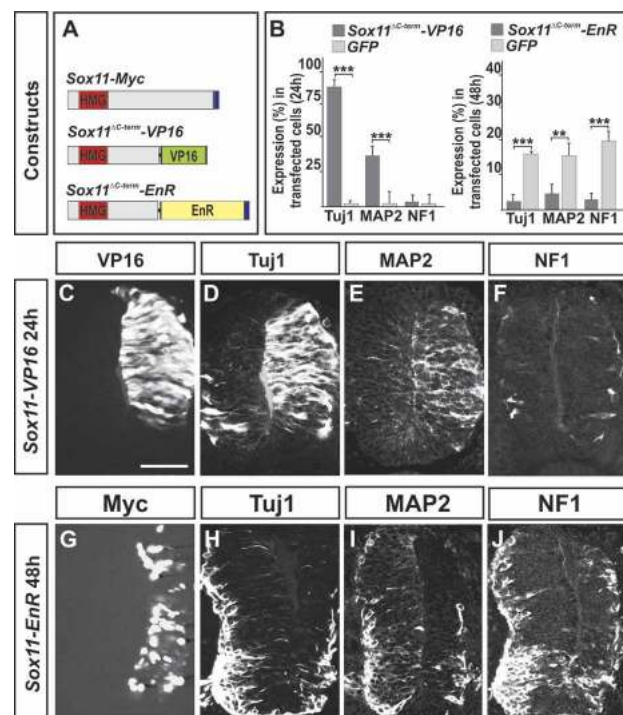 Constructs
A
Sox11-Myc
HMG
Sox11ΔC-term-VP16
HMG
VP16
Sox11ΔC-term-EnR
HMG
EnR
B
Sox11ΔC-term-VP16
GFP
Expression (%) in
transfected cells (24h)
100
75
50
25
***
***
Tuj1 MAP2 NF1
Sox11ΔC-term-EnR
GFP
Expression (%) in
transfected cells (48h)
40
30
20
10
***
**
***
Tuj1 MAP2 NF1
VP16 Tuj1 MAP2 NF1
Sox11-VP16 24h
C D E F
Myc Tuj1 MAP2 NF1
Sox11-EnR 48h
G H I J